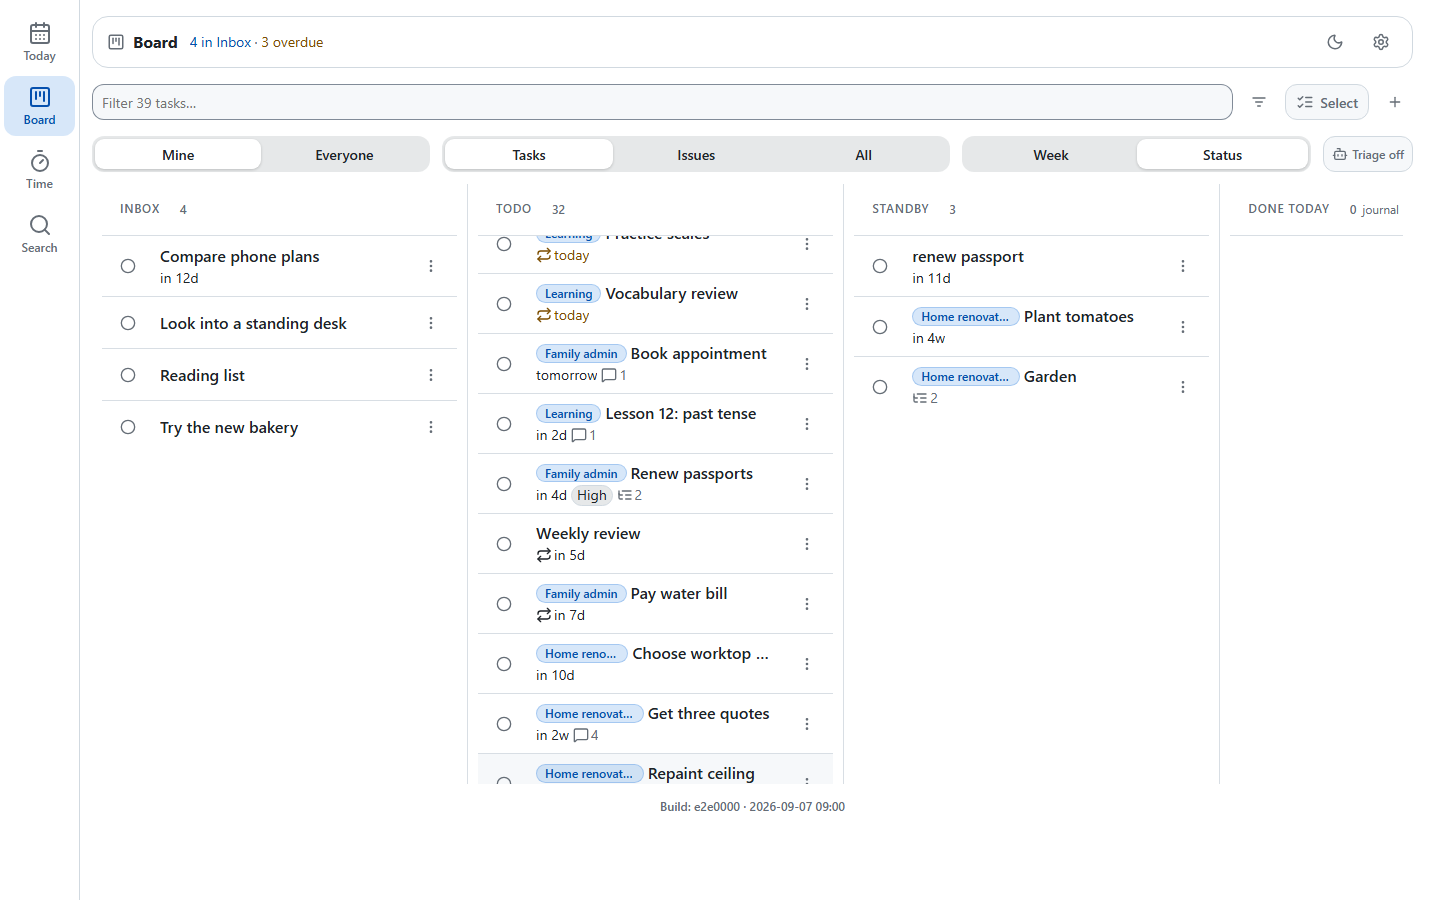 Today
Board
Time
Search
Board 4 in Inbox · 3 overdue
Filter 39 tasks...
Select
Mine Everyone
Tasks Issues All
Week Status
Triage off
INBOX 4
Compare phone plans
in 12d
Look into a standing desk
Reading list
Try the new bakery
TODO 32
Learning Practice scales
today
Learning Vocabulary review
today
Family admin Book appointment
tomorrow 1
Learning Lesson 12: past tense
in 2d 1
Family admin Renew passports
in 4d High 2
Weekly review
in 5d
Family admin Pay water bill
in 7d
Home reno... Choose worktop ...
in 10d
Home renovat... Get three quotes
in 2w 4
Home renovat... Repaint ceiling
STANDBY 3
renew passport
in 11d
Home renovat... Plant tomatoes
in 4w
Home renovat... Garden
2
DONE TODAY 0 journal
Build: e2e0000 · 2026-09-07 09:00